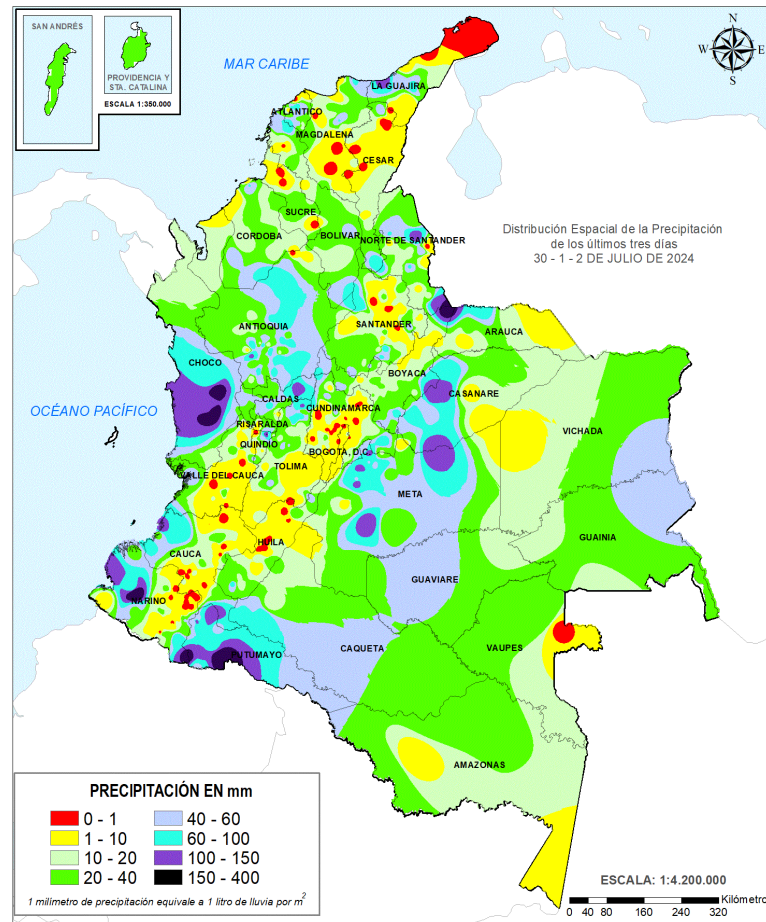 SAN ANDRÉS
PROVIDENCIA Y
STA. CATALINA
ESCALA 1:350.000
MAR CARIBE
N
W
E
S
LA GUAJIRA
ATLANTICO
MAGDALENA
CESAR
SUCRE
CORDOBA
BOLIVAR
NORTE DE SANTANDER
Distribución Espacial de la Precipitación
de los últimos tres días
30 - 1 - 2 DE JULIO DE 2024
ANTIOQUIA
SANTANDER
ARAUCA
CHOCO
BOYACA
CASANARE
OCÉANO PACÍFICO
CALDAS
CUNDINAMARCA
RISARALDA
VICHADA
QUINDIO
BOGOTA, D.C.
TOLIMA
VALLE DEL CAUCA
META
HUILA
GUAINIA
CAUCA
GUAVIARE
NARIÑO
PUTUMAYO
CAQUETA
VAUPES
AMAZONAS
PRECIPITACIÓN EN mm
0 - 1
40 - 60
1 - 10
60 - 100
10 - 20
100 - 150
20 - 40
150 - 400
1 milímetro de precipitación equivale a 1 litro de lluvia por m2
ESCALA: 1:4.200.000
Kilómetro
0 40 80 160 240 320